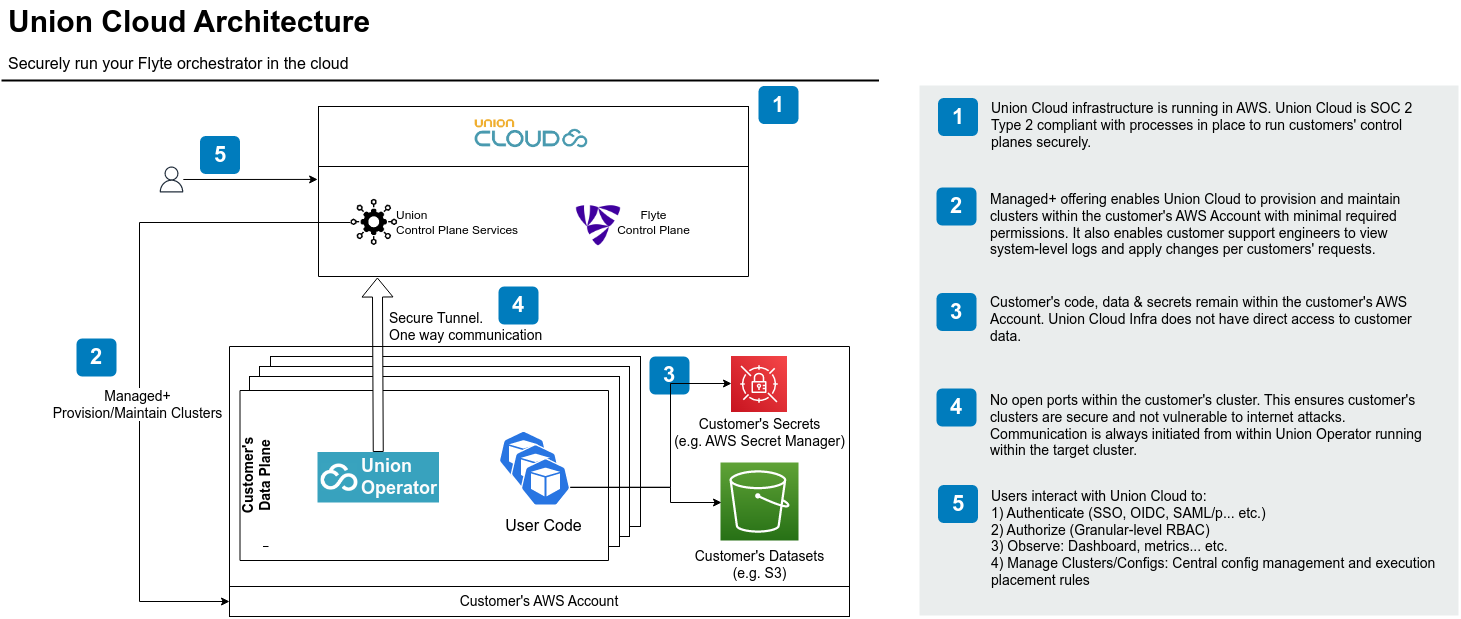 Union Cloud Architecture
Securely run your Flyte orchestrator in the cloud
1
UNION
CLOUD
5
Union
Control Plane Services
Flyte
Control Plane
4
Secure Tunnel.
One way communication
2
Managed+
Provision/Maintain Clusters
3
Customer's Secrets
(e.g. AWS Secret Manager)
Customer's
Data Plane
Union
Operator
User Code
Customer's Datasets
(e.g. S3)
Customer's AWS Account
1
Union Cloud infrastructure is running in AWS. Union Cloud is SOC 2
Type 2 compliant with processes in place to run customers' control
planes securely.
2
Managed+ offering enables Union Cloud to provision and maintain
clusters within the customer's AWS Account with minimal required
permissions. It also enables customer support engineers to view
system-level logs and apply changes per customers' requests.
3
Customer's code, data & secrets remain within the customer's AWS
Account. Union Cloud Infra does not have direct access to customer
data.
4
No open ports within the customer's cluster. This ensures customer's
clusters are secure and not vulnerable to internet attacks.
Communication is always initiated from within Union Operator running
within the target cluster.
5
Users interact with Union Cloud to:
1) Authenticate (SSO, OIDC, SAML/p... etc.)
2) Authorize (Granular-level RBAC)
3) Observe: Dashboard, metrics... etc.
4) Manage Clusters/Configs: Central config management and execution
placement rules